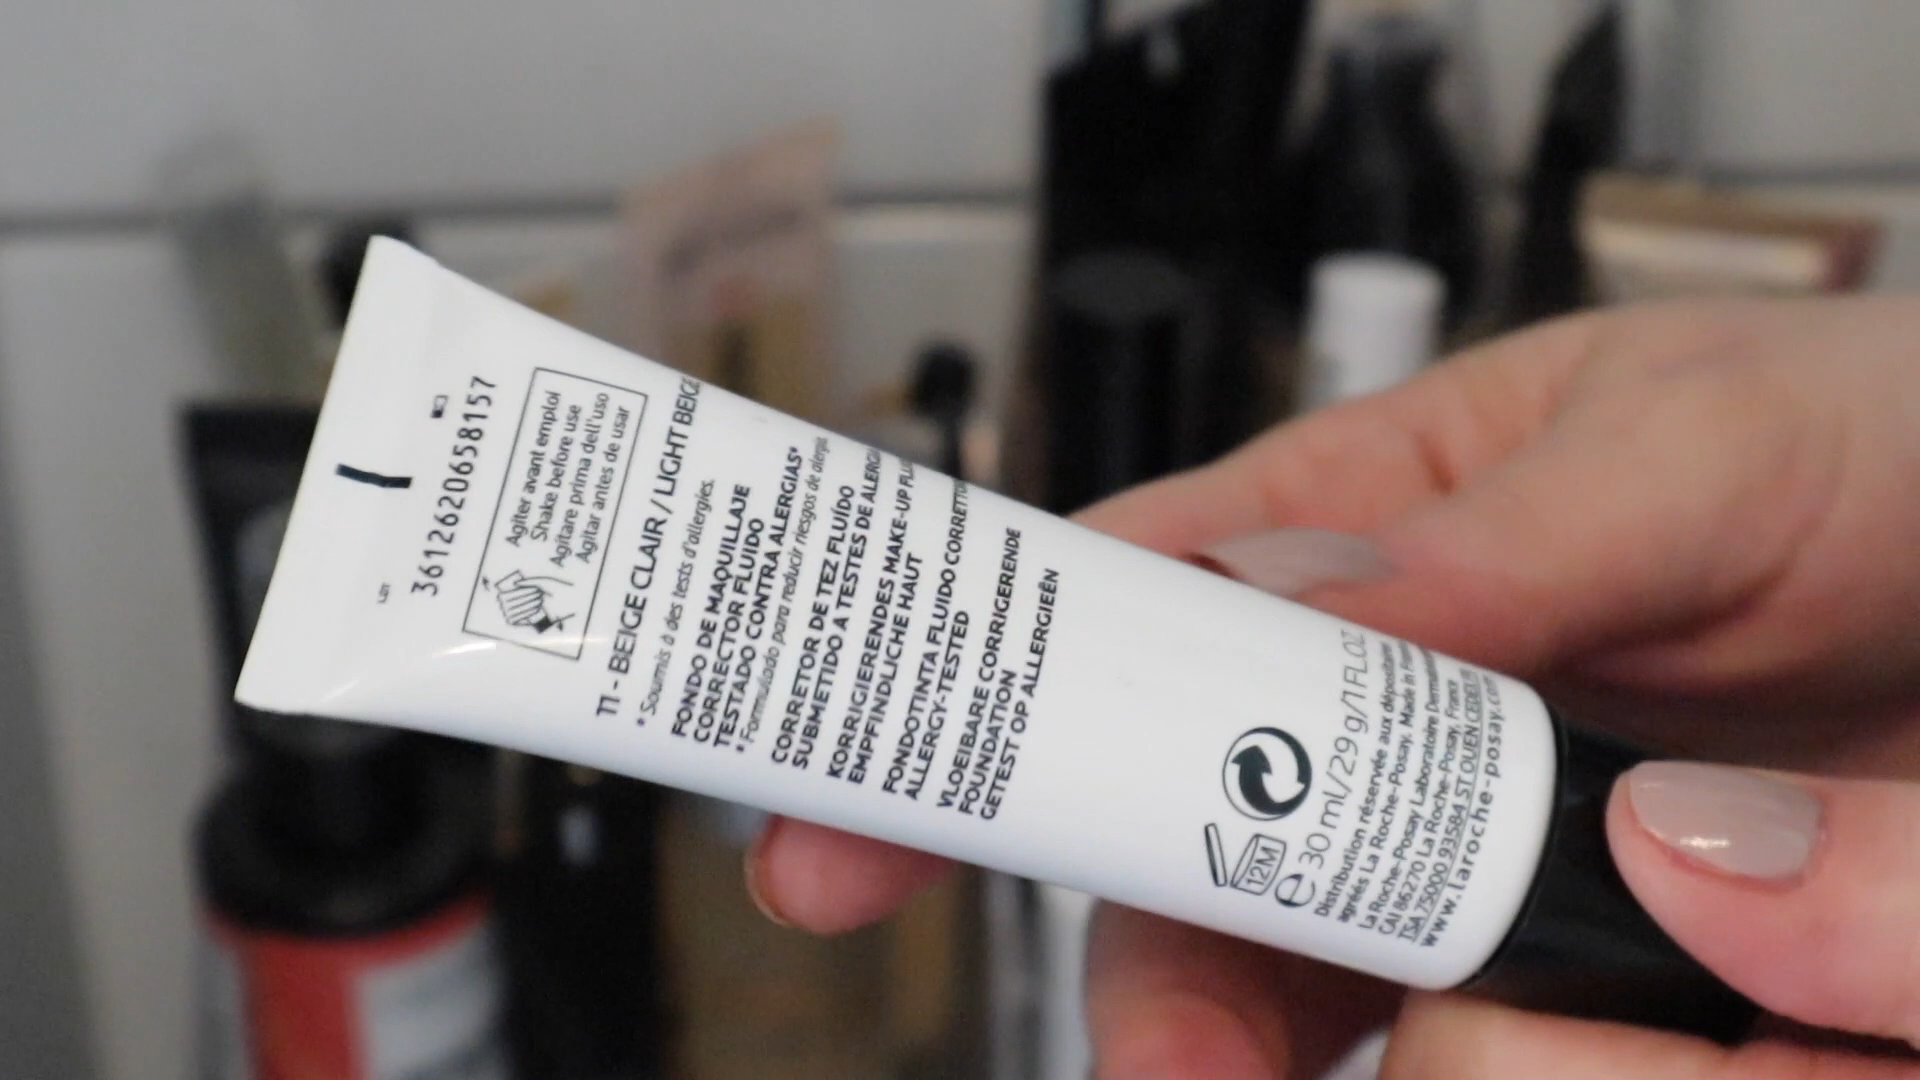 LOT
3612620658157
Agiter avant emploi
Shake before use
Agitare prima dell'uso
Agitar antes de usar
11 - BEIGE CLAIR / LIGHT BEIGE
* Soumis à des tests d'allergies.
FONDO DE MAQUILLAJE
CORRECTOR FLUIDO
TESTADO CONTRA ALERGIAS*
* Formulado para reducir riesgos de alergia
CORRETOR DE TEZ FLUÍDO
SUBMETIDO A TESTES DE ALERGI
KORRIGIERENDES MAKE-UP FLU
EMPFINDLICHE HAUT
FONDOTINTA FLUIDO CORRETTO
ALLERGY-TESTED
VLOEIBARE CORRIGERENDE
FOUNDATION
GETEST OP ALLERGIEËN
12M
e 30 ml/29 g/1 FL.OZ
Distribution réservée aux dépositaires
agréés La Roche-Posay. Made in
La Roche-Posay Laboratoire
CAI 86270 La Roche-Posay, France
TSA 75000 93584 ST OUEN CEDEX
www.laroche-posay.com